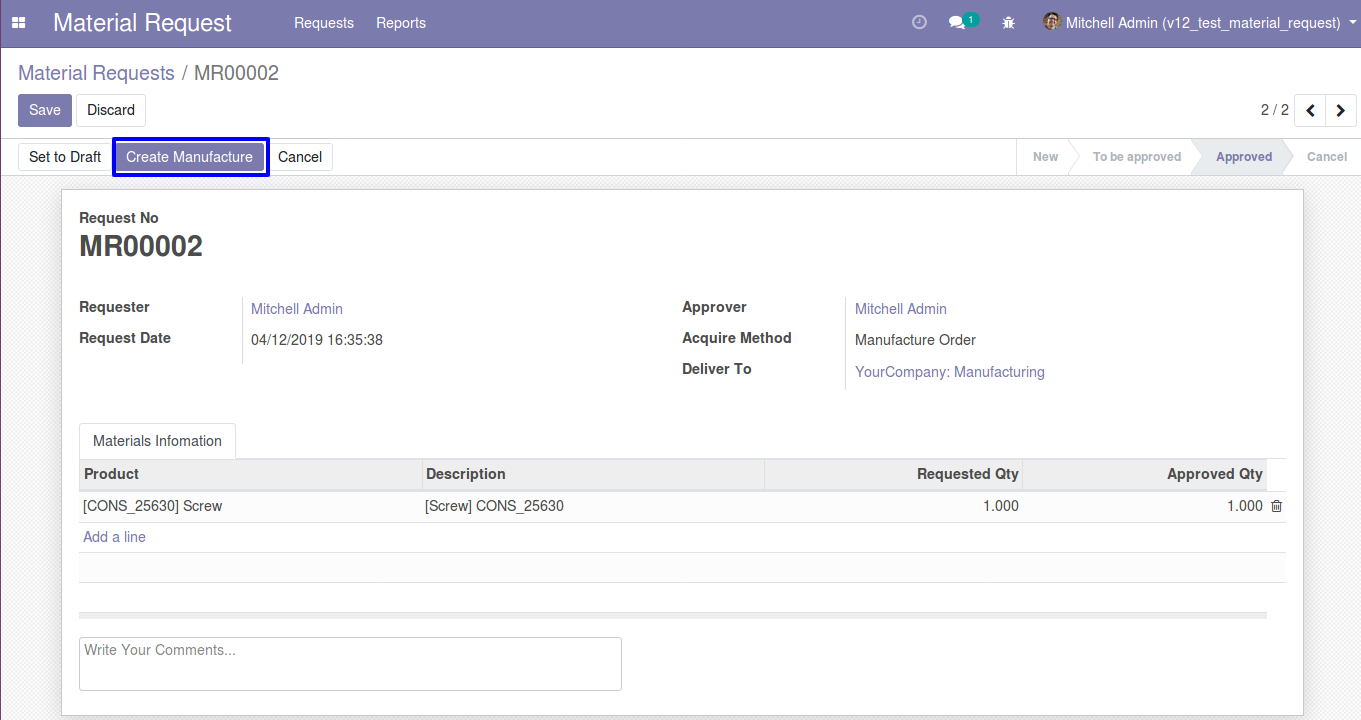 Material Request Requests Reports 1 Mitchell Admin (v12_test_material_request)
Material Requests / MR00002
Save Discard 2 / 2
Set to Draft Create Manufacture Cancel New To be approved Approved Cancel
Request No
MR00002
Requester Mitchell Admin Approver Mitchell Admin
Request Date 04/12/2019 16:35:38 Acquire Method Manufacture Order
Deliver To YourCompany: Manufacturing
Materials Infomation
Product Description Requested Qty Approved Qty
[CONS_25630] Screw [Screw] CONS_25630 1.000 1.000
Add a line
Write Your Comments...